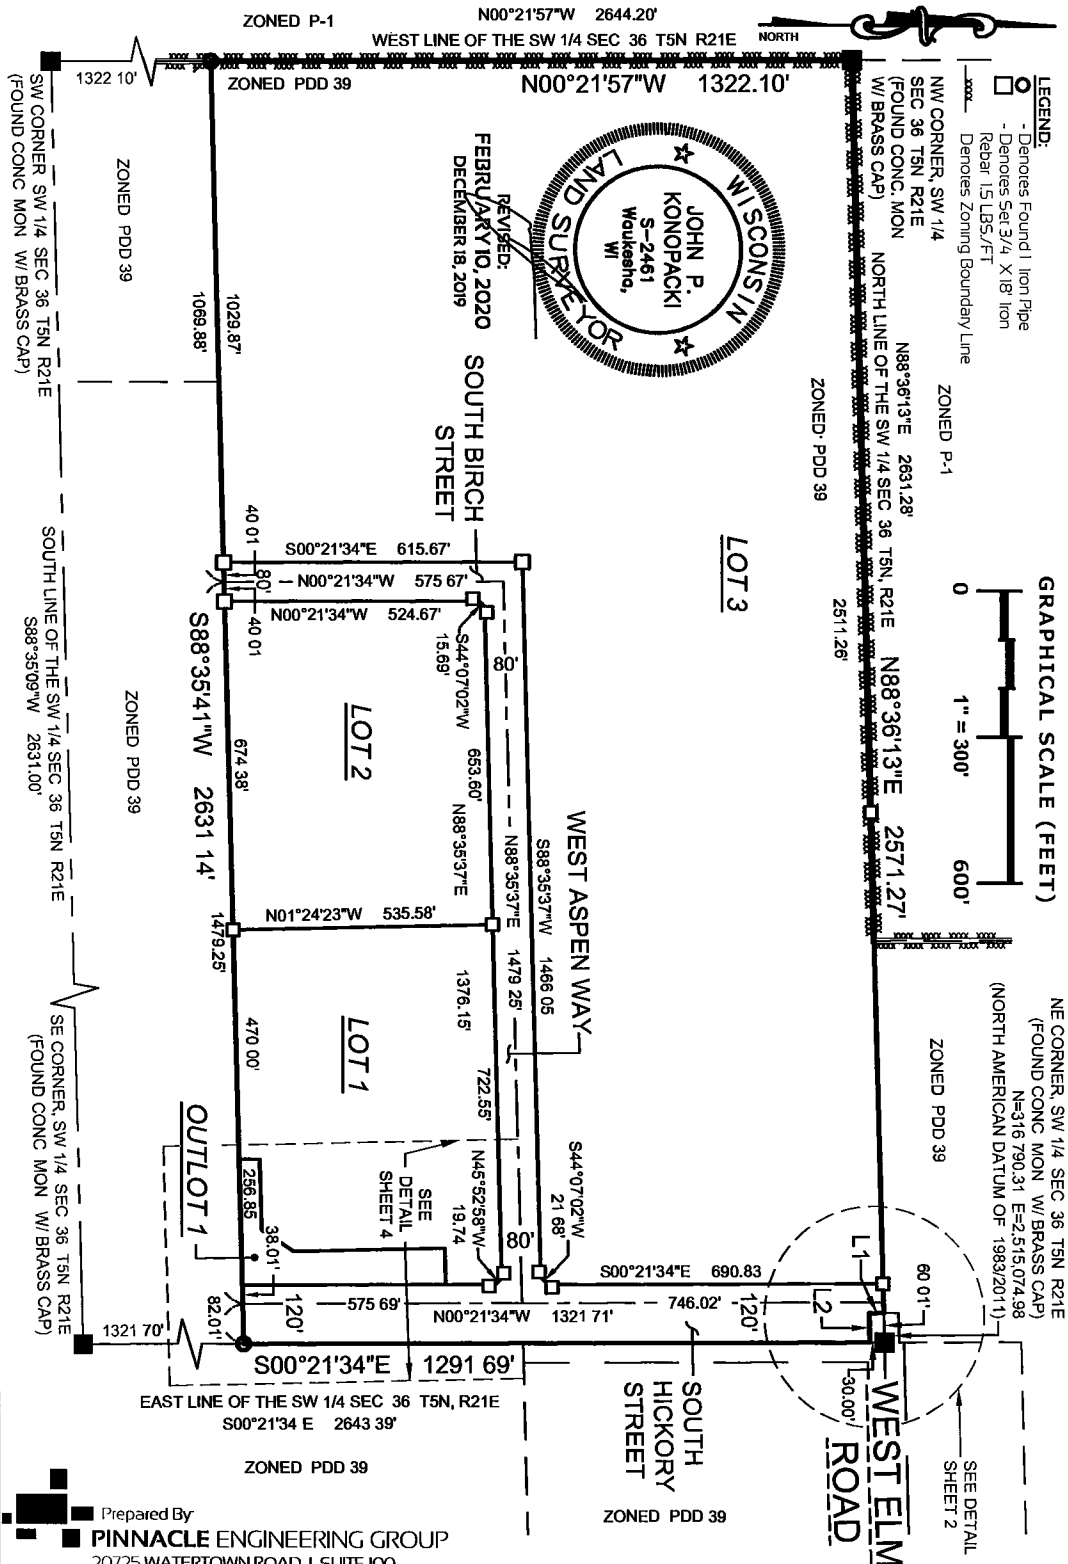 ZONED P-1
N00°21'57"W 2644.20'
WEST LINE OF THE SW 1/4 SEC 36 T5N R21E
NORTH
1322 10'
ZONED PDD 39
N00°21'57"W 1322.10'
LEGEND:
- Denotes Found 1 Iron Pipe
- Denotes Set 3/4 X 18" Iron
Rebar 1.5 LBS./FT
Denotes Zoning Boundary Line
NW CORNER, SW 1/4
SEC 36 T5N R21E
(FOUND CONC. MON
W/ BRASS CAP)
SW CORNER SW 1/4 SEC 36 T5N R21E
(FOUND CONC MON W/ BRASS CAP)
ZONED PDD 39
1029.87'
1069.88'
WISCONSIN
LAND SURVEYOR
JOHN P.
KONOPACKI
S-2461
Waukesha,
WI
REVISED:
FEBRUARY 10, 2020
DECEMBER 18, 2019
ZONED P-1
N88°36'13"E 2631.28'
NORTH LINE OF THE SW 1/4 SEC 36 T5N, R21E
ZONED PDD 39
2511.26'
N88°36'13"E 2571.27'
GRAPHICAL SCALE (FEET)
0 1" = 300' 600'
LOT 3
SOUTH BIRCH
STREET
S00°21'34"E 615.67'
N00°21'34"W 575 67'
N00°21'34"W 524.67'
40 01
80'
40 01
S44°07'02"W
15.69'
80'
LOT 2
674 38'
S88°35'41"W 2631 14'
653.60'
N88°35'37"E
N88°35'37"E 1479 25'
S88°35'37"W 1466 05
WEST ASPEN WAY
SOUTH LINE OF THE SW 1/4 SEC 36 T5N R21E
S88°35'09"W 2631.00'
ZONED PDD 39
N01°24'23"W 535.58'
1479.25'
1376.15'
LOT 1
470 00'
722.55'
OUTLOT 1
256.85
38.01'
82.01'
SEE
DETAIL
SHEET 4
N45°52'58"W
19.74
80'
S44°07'02"W
21 68'
S00°21'34"E 690.83
575 69'
N00°21'34"W 1321 71'
746.02'
120'
120'
L1
L2
60 01'
30.00'
NE CORNER, SW 1/4 SEC 36 T5N R21E
(FOUND CONC MON W/ BRASS CAP)
N=316 790.31 E=2,515,074.98
(NORTH AMERICAN DATUM OF 1983/2011)
ZONED PDD 39
SEE DETAIL
SHEET 2
WEST ELM
ROAD
SOUTH
HICKORY
STREET
ZONED PDD 39
SE CORNER, SW 1/4 SEC 36 T5N R21E
(FOUND CONC MON W/ BRASS CAP)
1321 70'
S00°21'34"E 1291 69'
EAST LINE OF THE SW 1/4 SEC 36 T5N, R21E
S00°21'34 E 2643 39'
ZONED PDD 39
Prepared By
PINNACLE ENGINEERING GROUP
20725 WATERTOWN ROAD | SUITE 100